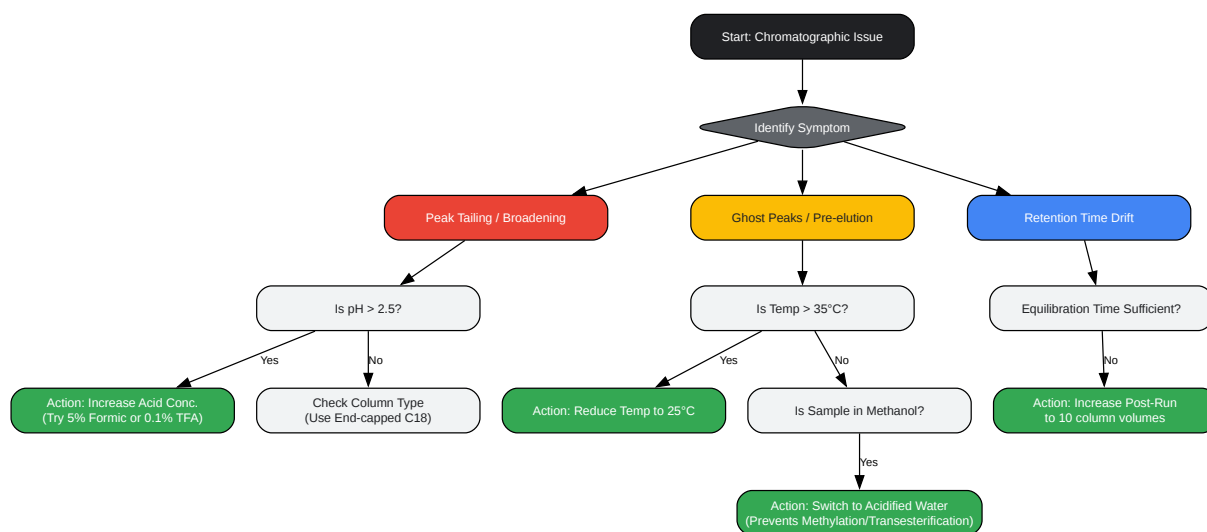 Start: Chromatographic Issue
Identify Symptom
Peak Tailing / Broadening
Ghost Peaks / Pre-elution
Retention Time Drift
Is pH > 2.5?
Is Temp > 35°C?
Equilibration Time Sufficient?
Yes
No
Yes
No
No
Action: Increase Acid Conc.
(Try 5% Formic or 0.1% TFA)
Check Column Type
(Use End-capped C18)
Action: Reduce Temp to 25°C
Is Sample in Methanol?
Action: Increase Post-Run
to 10 column volumes
Yes
Action: Switch to Acidified Water
(Prevents Methylation/Transesterification)